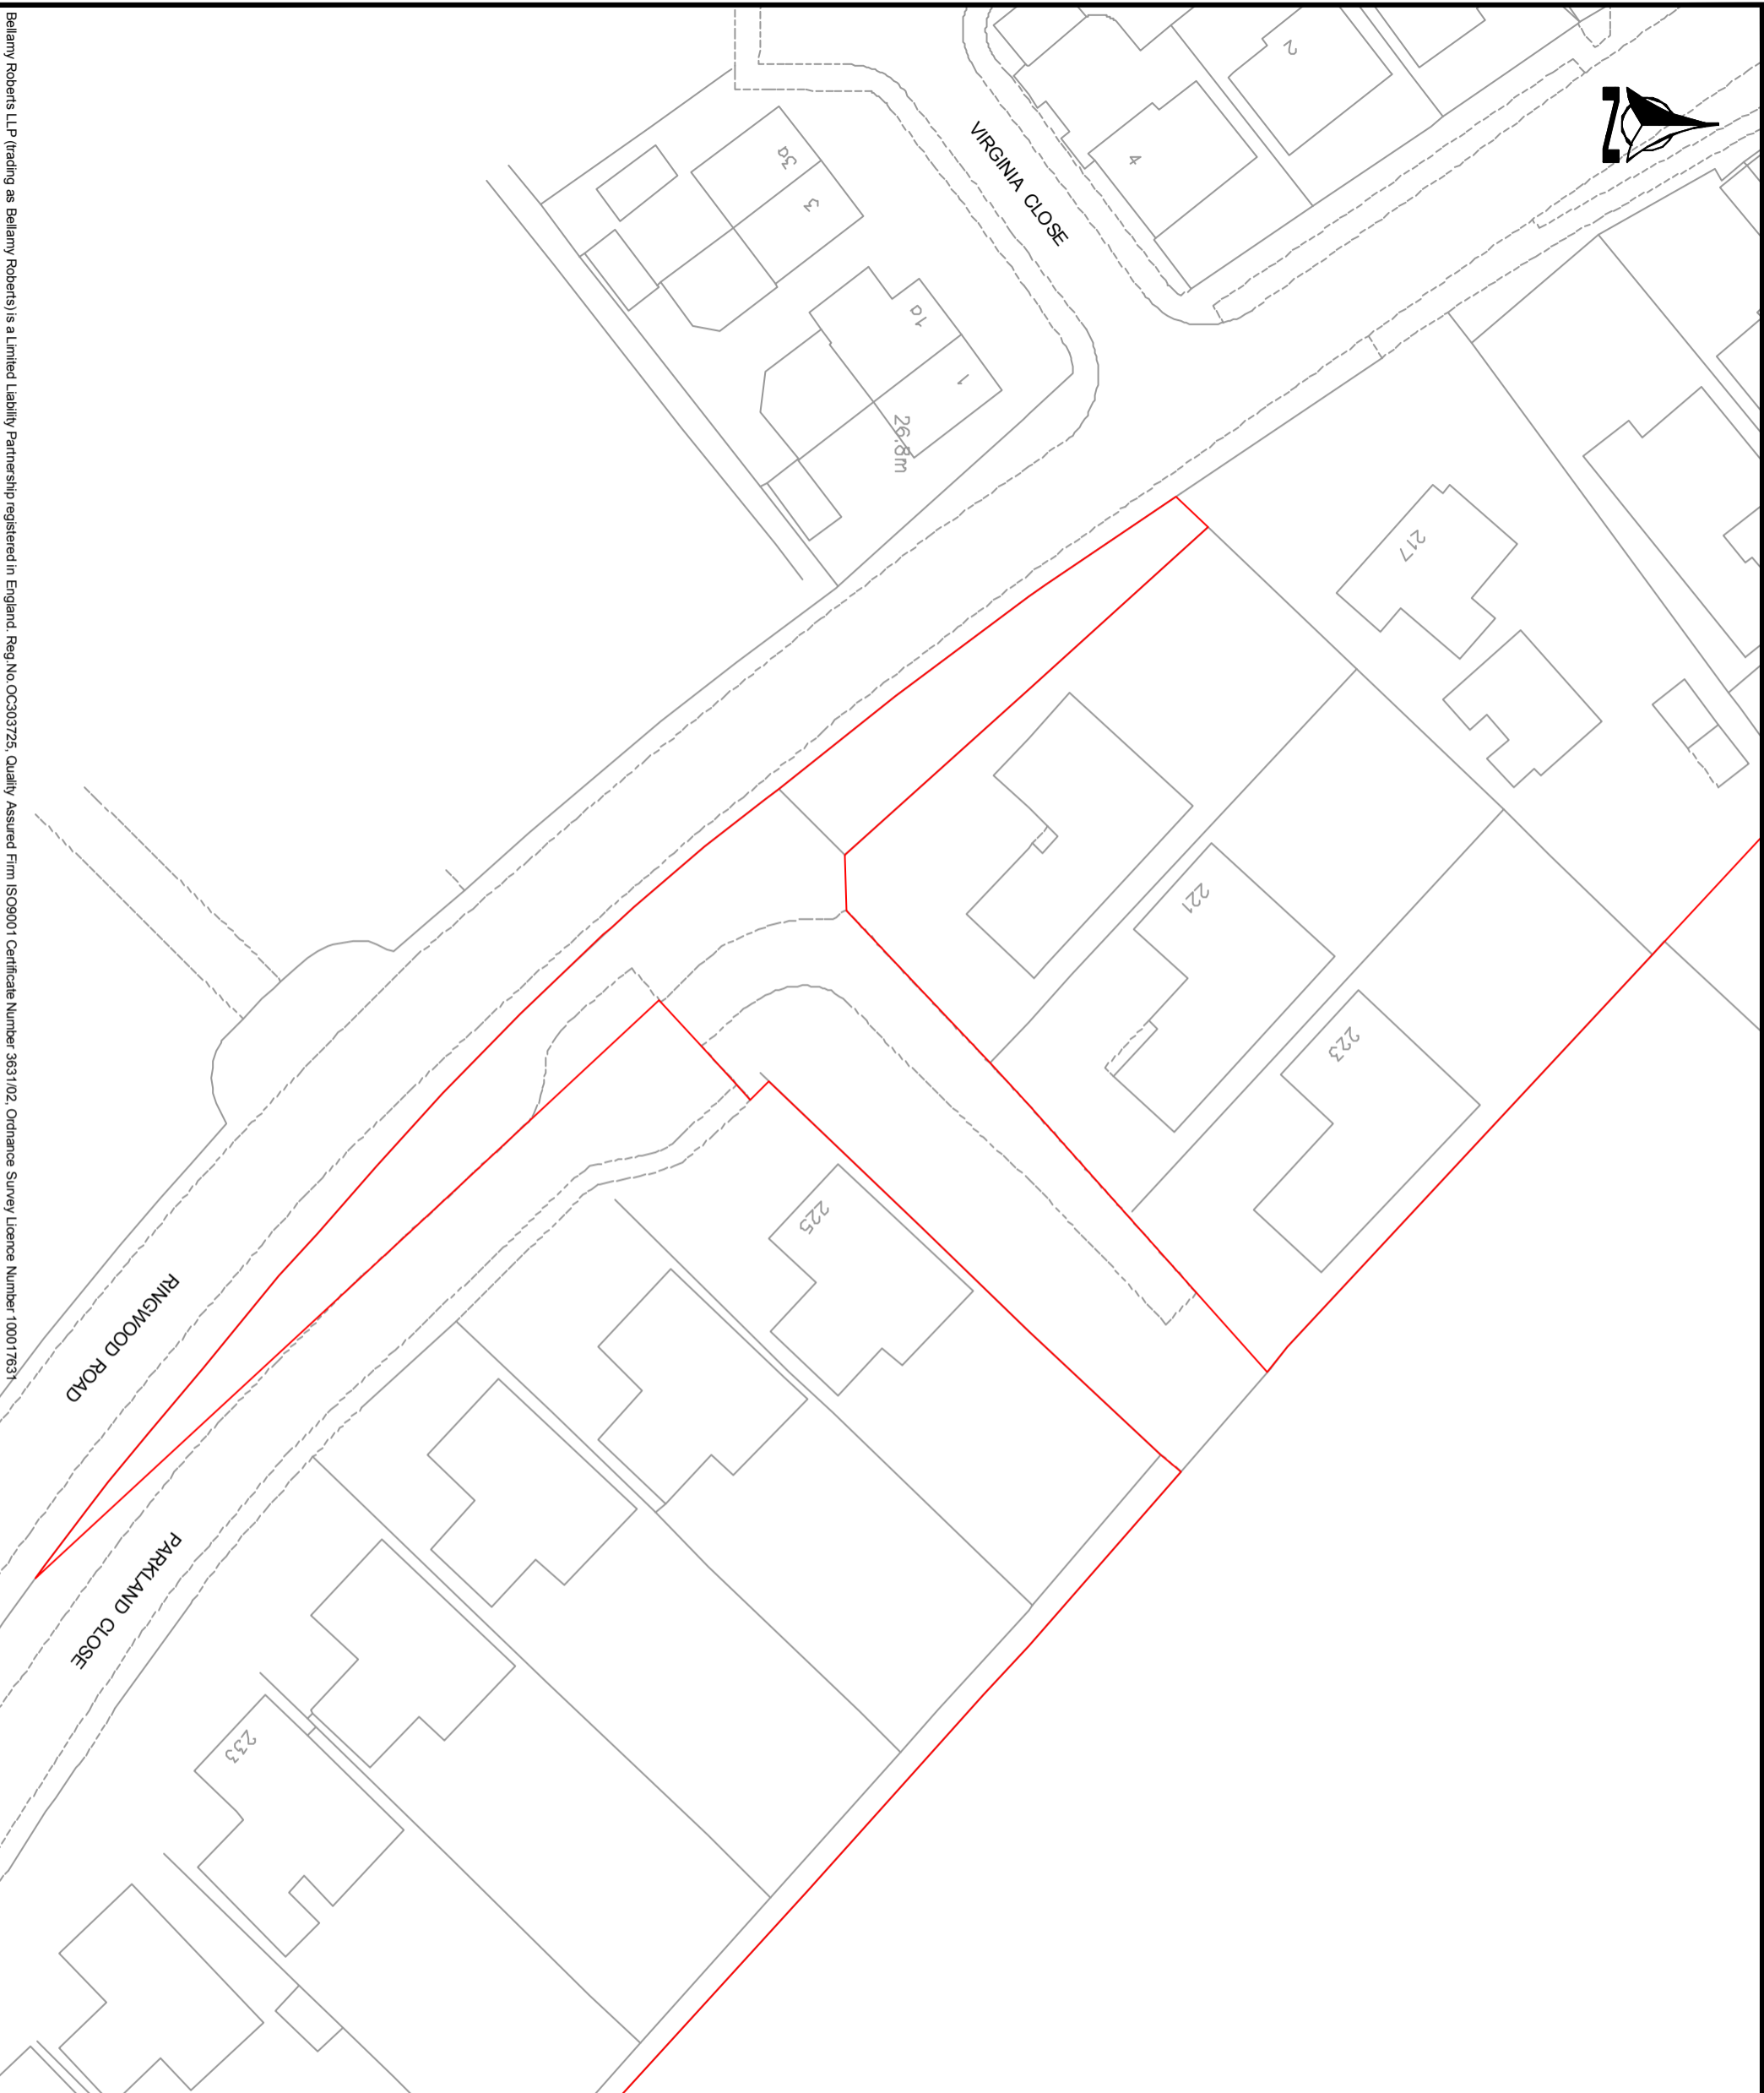 Bellamy Roberts LLP (trading as Bellamy Roberts) is a Limited Liability Partnership registered in England. Reg.No.OC303725, Quality Assured Firm ISO9001 Certificate Number 3631/02, Ordnance Survey Licence Number 100017631
N
VIRGINIA CLOSE
2
4
3a
3
1a
1
26.8m
217
221
223
225
RINGWOOD ROAD
PARKLAND CLOSE
233